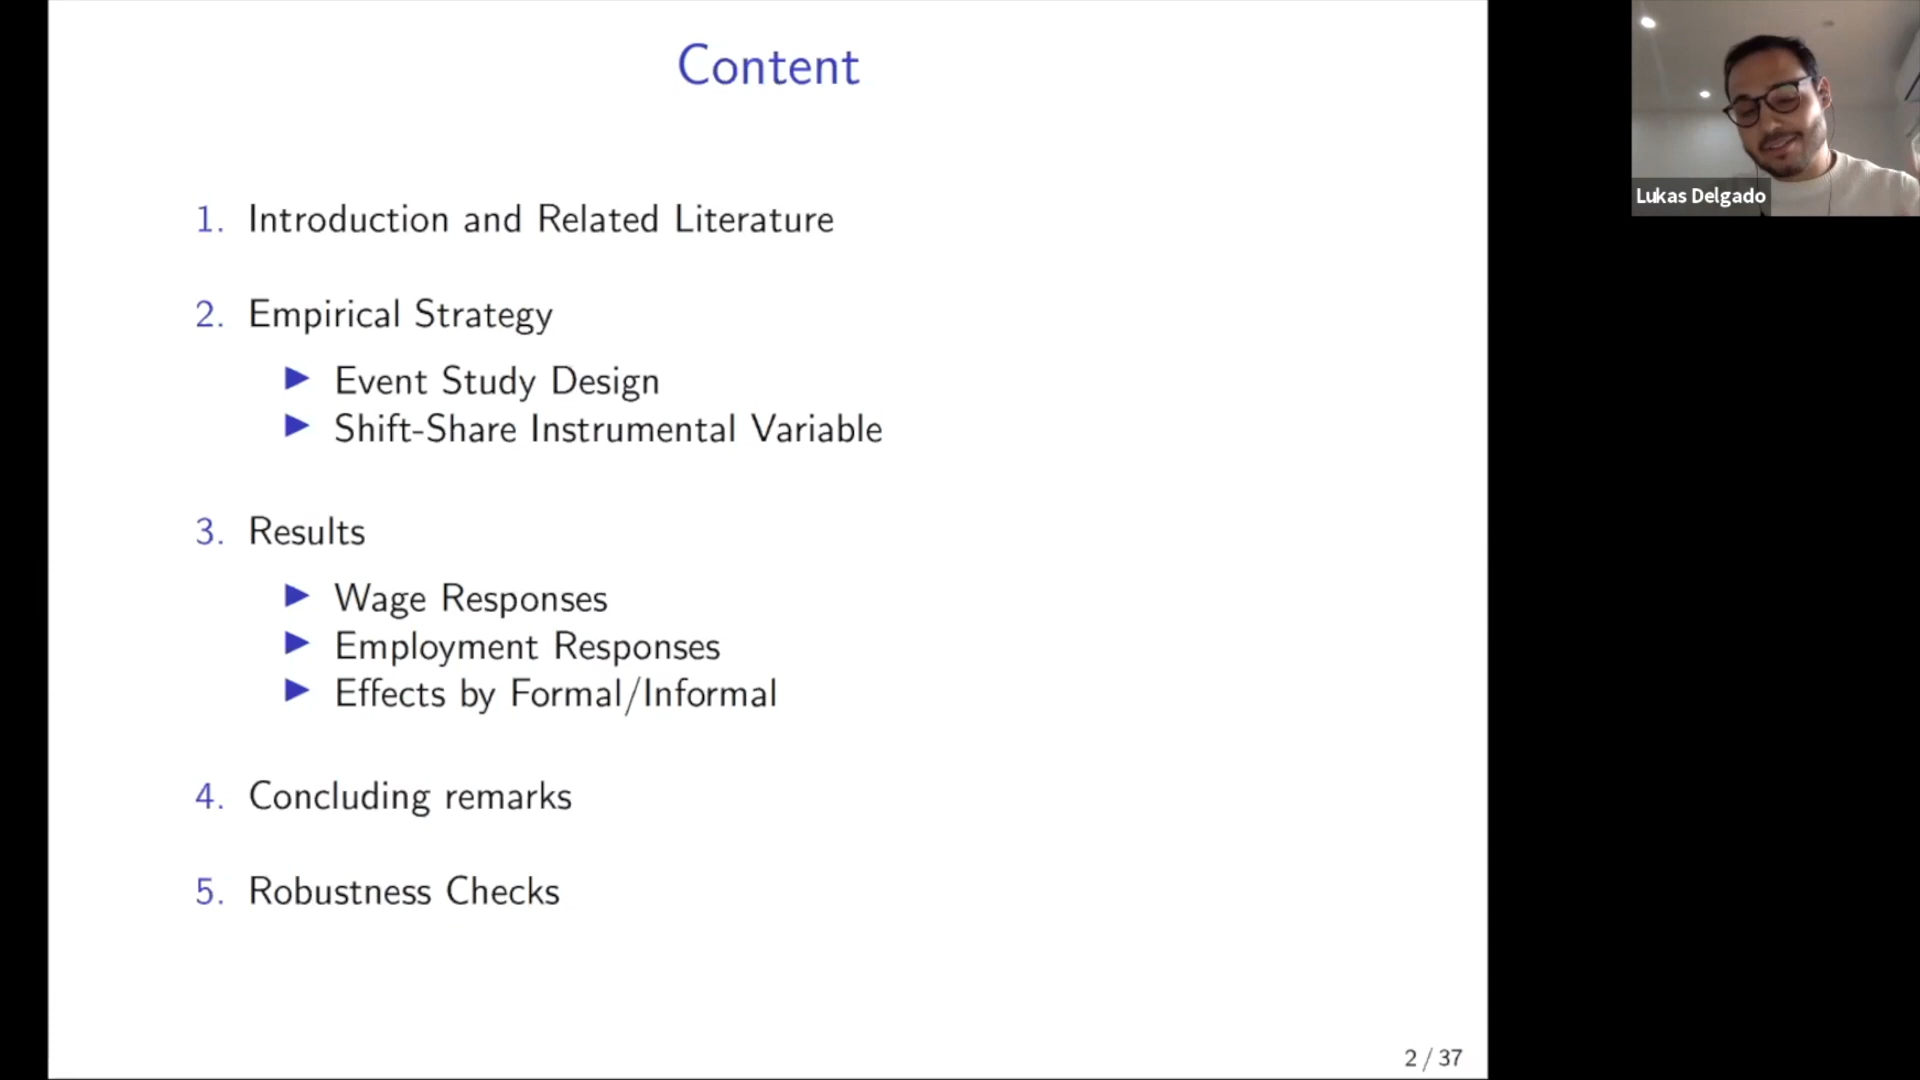 Content
1. Introduction and Related Literature
2. Empirical Strategy
▶ Event Study Design
▶ Shift-Share Instrumental Variable
3. Results
▶ Wage Responses
▶ Employment Responses
▶ Effects by Formal/Informal
4. Concluding remarks
5. Robustness Checks
2 / 37
Lukas Delgado